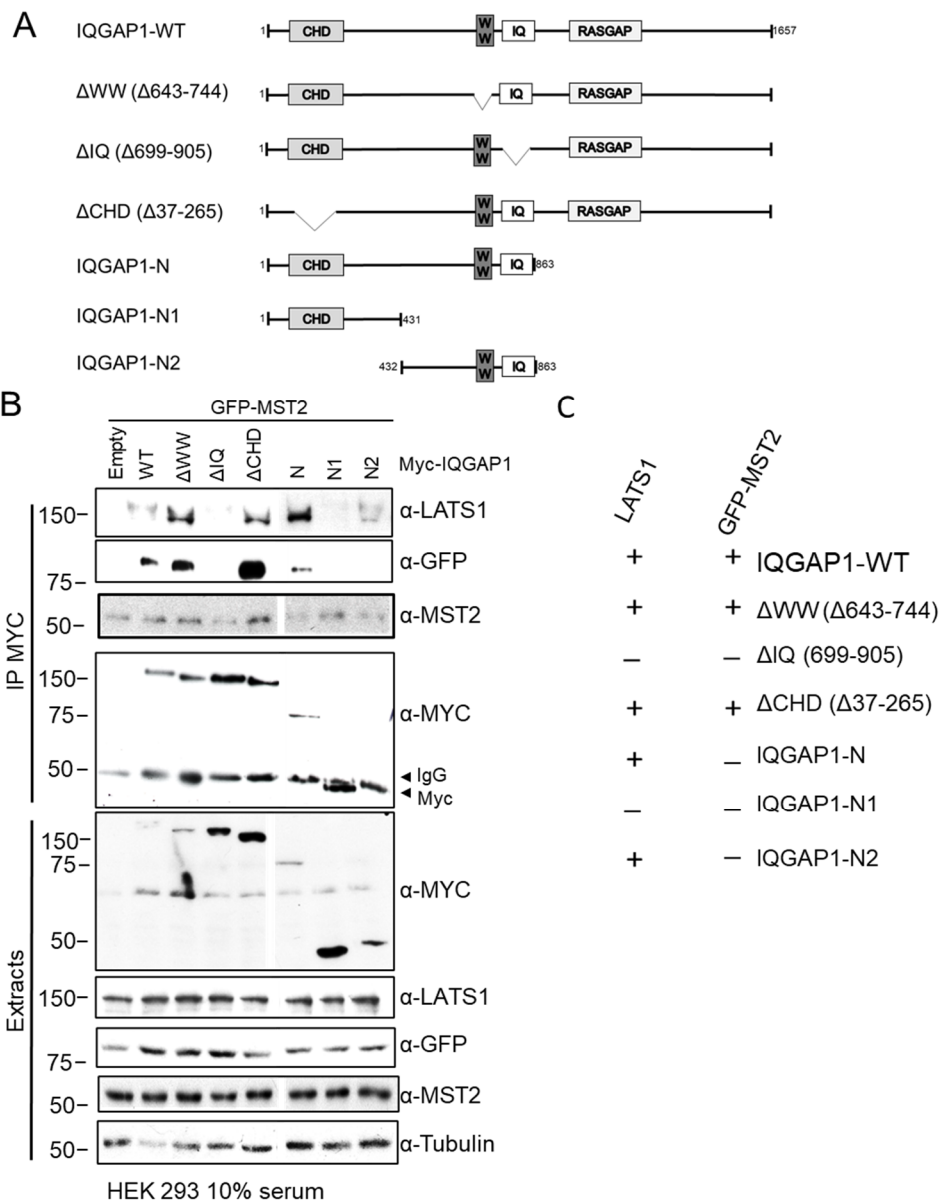 A
IQGAP1-WT 1 CHD WW IQ RASGAP 1657
ΔWW (Δ643-744) 1 CHD IQ RASGAP
ΔIQ (Δ699-905) 1 CHD WW RASGAP
ΔCHD (Δ37-265) 1 WW IQ RASGAP
IQGAP1-N 1 CHD WW IQ 863
IQGAP1-N1 1 CHD 431
IQGAP1-N2 432 WW IQ 863
B
GFP-MST2
Empty WT ΔWW ΔIQ ΔCHD N N1 N2 Myc-IQGAP1
IP MYC
150– α-LATS1
α-GFP
75–
50– α-MST2
150–
75– α-MYC
50– ◄ IgG
◄ Myc
Extracts
150–
75– α-MYC
50–
150– α-LATS1
75– α-GFP
50– α-MST2
50– α-Tubulin
HEK 293 10% serum
C
LATS1 GFP-MST2
+ + IQGAP1-WT
+ + ΔWW (Δ643-744)
– – ΔIQ (699-905)
+ + ΔCHD (Δ37-265)
+ – IQGAP1-N
– – IQGAP1-N1
+ – IQGAP1-N2